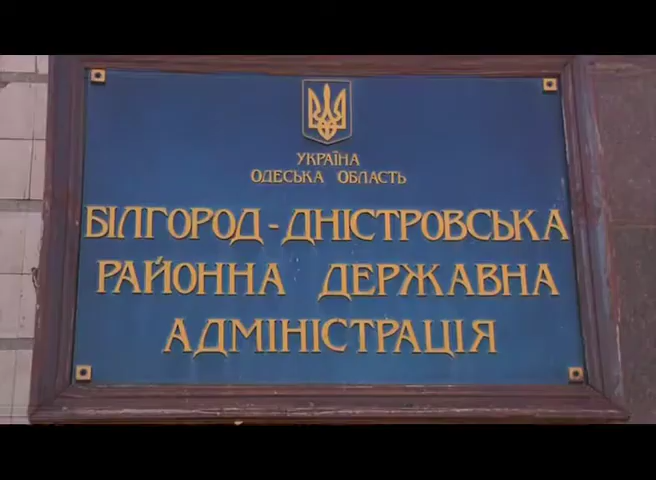 УКРАЇНА
ОДЕСЬКА ОБЛАСТЬ
БІЛГОРОД-ДНІСТРОВСЬКА
РАЙОННА ДЕРЖАВНА
АДМІНІСТРАЦІЯ